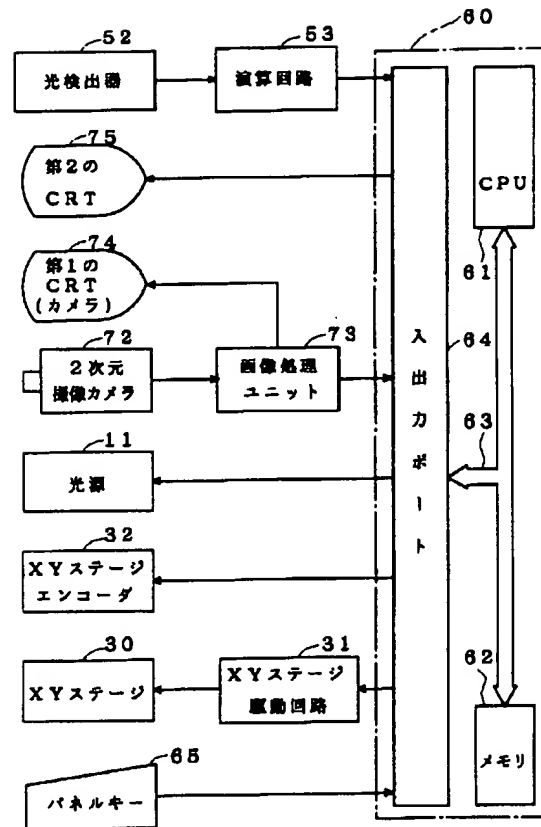 60
52
53
光検出器
演算回路
75
第2の
CRT
CPU
61
74
第1の
CRT
(カメラ)
72
2次元
撮像カメラ
73
画像処理
ユニット
入出力ポート
64
63
11
光源
32
XYステージ
エンコーダ
30
XYステージ
31
XYステージ
駆動回路
62
メモリ
65
パネルキー